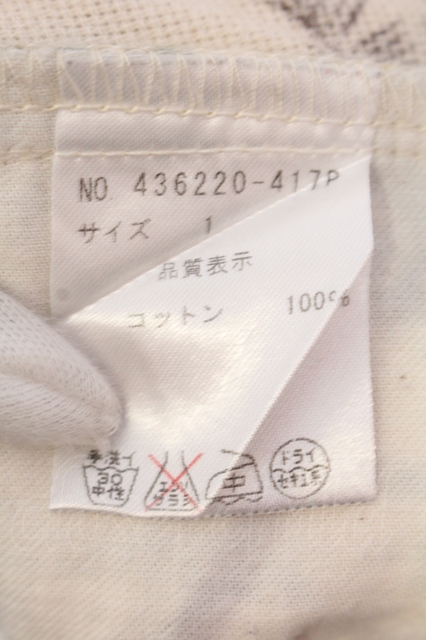 NO. 436220-417P
サイズ 1
品質表示
コットン 100%
手洗イ
30
中性
エンソ
サラシ
中
ドライ
セキユ系